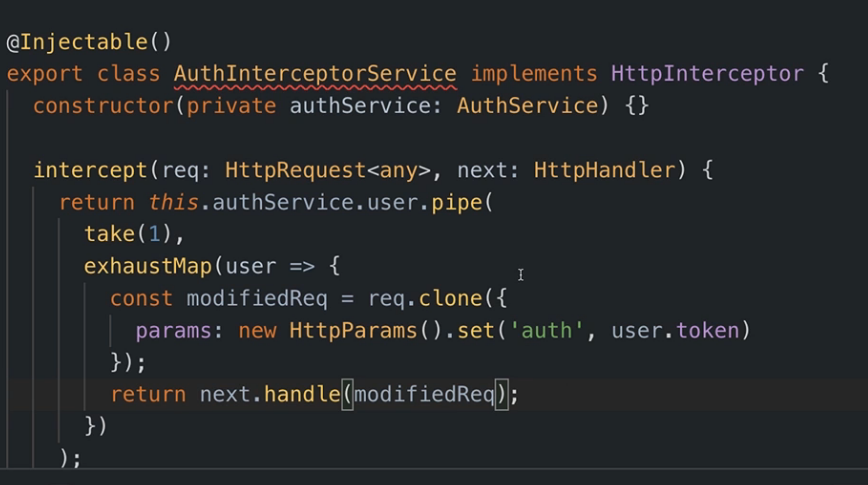 @Injectable()
export class AuthInterceptorService implements HttpInterceptor {
constructor(private authService: AuthService) {}
intercept(req: HttpRequest<any>, next: HttpHandler) {
return this.authService.user.pipe(
take(1),
exhaustMap(user => {
const modifiedReq = req.clone({
params: new HttpParams().set('auth', user.token)
});
return next.handle(modifiedReq);
})
);